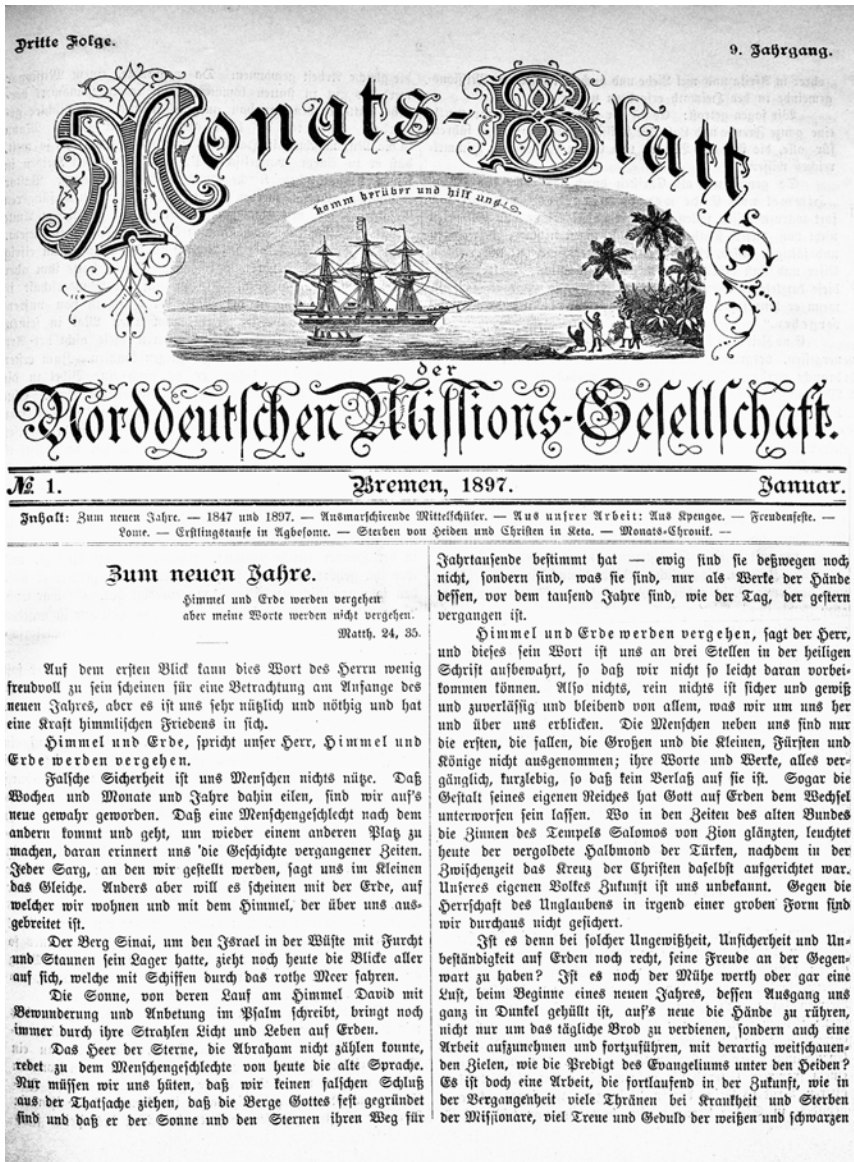 Dritte Folge.
9. Jahrgang.
Monats-Blatt
Komm herüber und hilf uns!
der
Norddeutschen Missions-Gesellschaft.
№ 1.
Bremen, 1897.
Januar.
Inhalt: Zum neuen Jahre. — 1847 und 1897. — Ausmarschirende Mittelschüler. — Aus unsrer Arbeit: Aus Kpengoe. — Freudenfeste. —
Lome. — Erstlingstaufe in Agbesome. — Sterben von Heiden und Christen in Keta. — Monats-Chronik. —
Zum neuen Jahre.
Himmel und Erde werden vergehen
aber meine Worte werden nicht vergehen.
Matth. 24, 35.
Auf dem ersten Blick kann dies Wort des Herrn wenig
freudvoll zu sein scheinen für eine Betrachtung am Anfange des
neuen Jahres, aber es ist uns sehr nützlich und nöthig und hat
eine Kraft himmlischen Friedens in sich.
Himmel und Erde, spricht unser Herr, Himmel und
Erde werden vergehen.
Falsche Sicherheit ist uns Menschen nichts nütze. Daß
Wochen und Monate und Jahre dahin eilen, sind wir auf's
neue gewahr geworden. Daß eine Menschengeschlecht nach dem
andern kommt und geht, um wieder einem anderen Platz zu
machen, daran erinnert uns die Geschichte vergangener Zeiten.
Jeder Sarg, an den wir gestellt werden, sagt uns im Kleinen
das Gleiche. Anders aber will es scheinen mit der Erde, auf
welcher wir wohnen und mit dem Himmel, der über uns aus-
gebreitet ist.
Der Berg Sinai, um den Israel in der Wüste mit Furcht
und Staunen sein Lager hatte, zieht noch heute die Blicke aller
auf sich, welche mit Schiffen durch das rothe Meer fahren.
Die Sonne, von deren Lauf am Himmel David mit
Bewunderung und Anbetung im Psalm schreibt, bringt noch
immer durch ihre Strahlen Licht und Leben auf Erden.
Das Heer der Sterne, die Abraham nicht zählen konnte,
redet zu dem Menschengeschlechte von heute die alte Sprache.
Nur müssen wir uns hüten, daß wir keinen falschen Schluß
aus der Thatsache ziehen, daß die Berge Gottes fest gegründet
sind und daß er der Sonne und den Sternen ihren Weg für
Jahrtausende bestimmt hat — ewig sind sie deßwegen noch
nicht, sondern sind, was sie sind, nur als Werke der Hände
dessen, vor dem tausend Jahre sind, wie der Tag, der gestern
vergangen ist.
Himmel und Erde werden vergehen, sagt der Herr,
und dieses sein Wort ist uns an drei Stellen in der heiligen
Schrift aufbewahrt, so daß wir nicht so leicht daran vorbei-
kommen können. Also nichts, rein nichts ist sicher und gewiß
und zuverlässig und bleibend von allem, was wir um uns her
und über uns erblicken. Die Menschen neben uns sind nur
die ersten, die fallen, die Großen und die Kleinen, Fürsten und
Könige nicht ausgenommen; ihre Worte und Werke, alles ver-
gänglich, kurzlebig, so daß kein Verlaß auf sie ist. Sogar die
Gestalt seines eigenen Reiches hat Gott auf Erden dem Wechsel
unterworfen sein lassen. Wo in den Zeiten des alten Bundes
die Zinnen des Tempels Salomos von Zion glänzten, leuchtet
heute der vergoldete Halbmond der Türken, nachdem in der
Zwischenzeit das Kreuz der Christen daselbst aufgerichtet war.
Unseres eigenen Volkes Zukunft ist uns unbekannt. Gegen die
Herrschaft des Unglaubens in irgend einer groben Form sind
wir durchaus nicht gesichert.
Ist es denn bei solcher Ungewißheit, Unsicherheit und Un-
beständigkeit auf Erden noch recht, seine Freude an der Gegen-
wart zu haben? Ist es noch der Mühe werth oder gar eine
Lust, beim Beginne eines neuen Jahres, dessen Ausgang uns
ganz in Dunkel gehüllt ist, auf's neue die Hände zu rühren,
nicht nur um das tägliche Brod zu verdienen, sondern auch eine
Arbeit aufzunehmen und fortzuführen, mit derartig weitschauen-
den Zielen, wie die Predigt des Evangeliums unter den Heiden?
Es ist doch eine Arbeit, die fortlaufend in der Zukunft, wie in
der Vergangenheit viele Thränen bei Krankheit und Sterben
der Missionare, viel Treue und Geduld der weißen und schwarzen